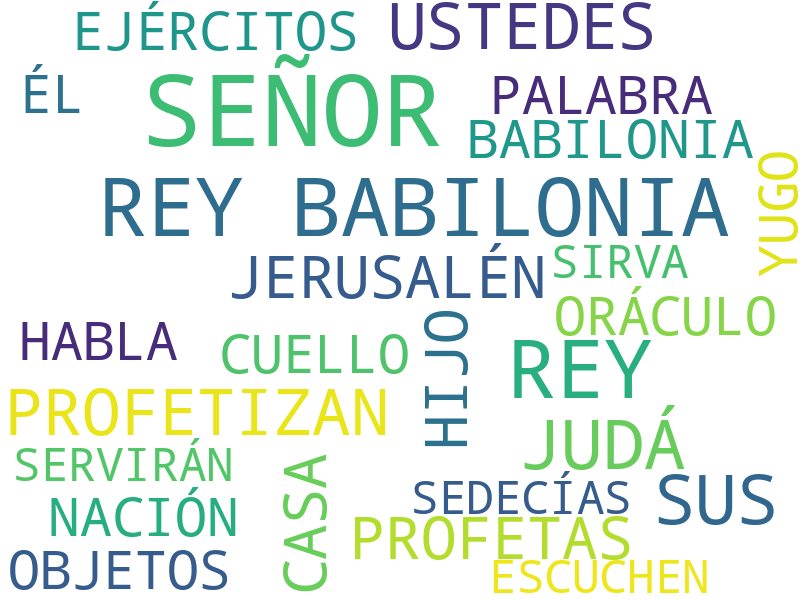 EJÉRCITOS
USTEDES
ÉL
SEÑOR
PALABRA
BABILONIA
YUGO
REY BABILONIA
JERUSALÉN
SIRVA
ORÁCULO
HABLA
CUELLO
HIJO
REY
PROFETIZAN
JUDÁ
SERVIRÁN
CASA
SEDECÍAS
SUS
NACIÓN
PROFETAS
OBJETOS
ESCUCHEN